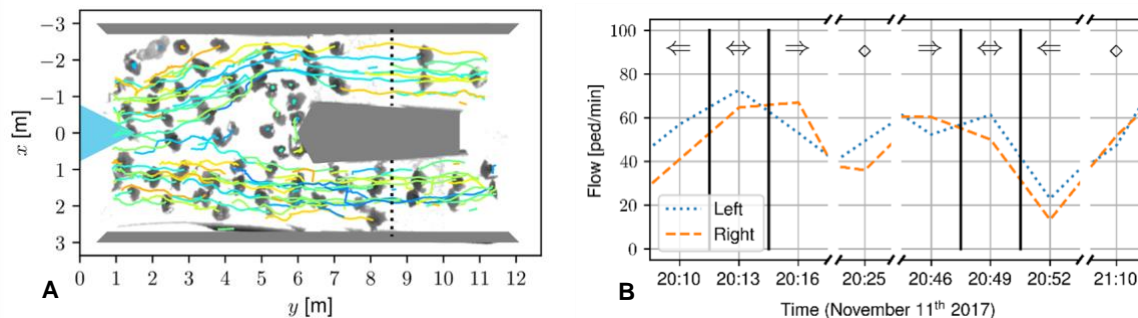 −3
−2
−1
0
1
2
3
x [m]
0 1 2 3 4 5 6 7 8 9 10 11 12
y [m]
A
100
80
60
40
20
0
Flow [ped/min]
⇐ ⇔ ⇒ ◇ ⇒ ⇔ ⇐ ◇
Left
Right
20:10 20:13 20:16 20:25 20:46 20:49 20:52 21:10
Time (November 11th 2017)
B